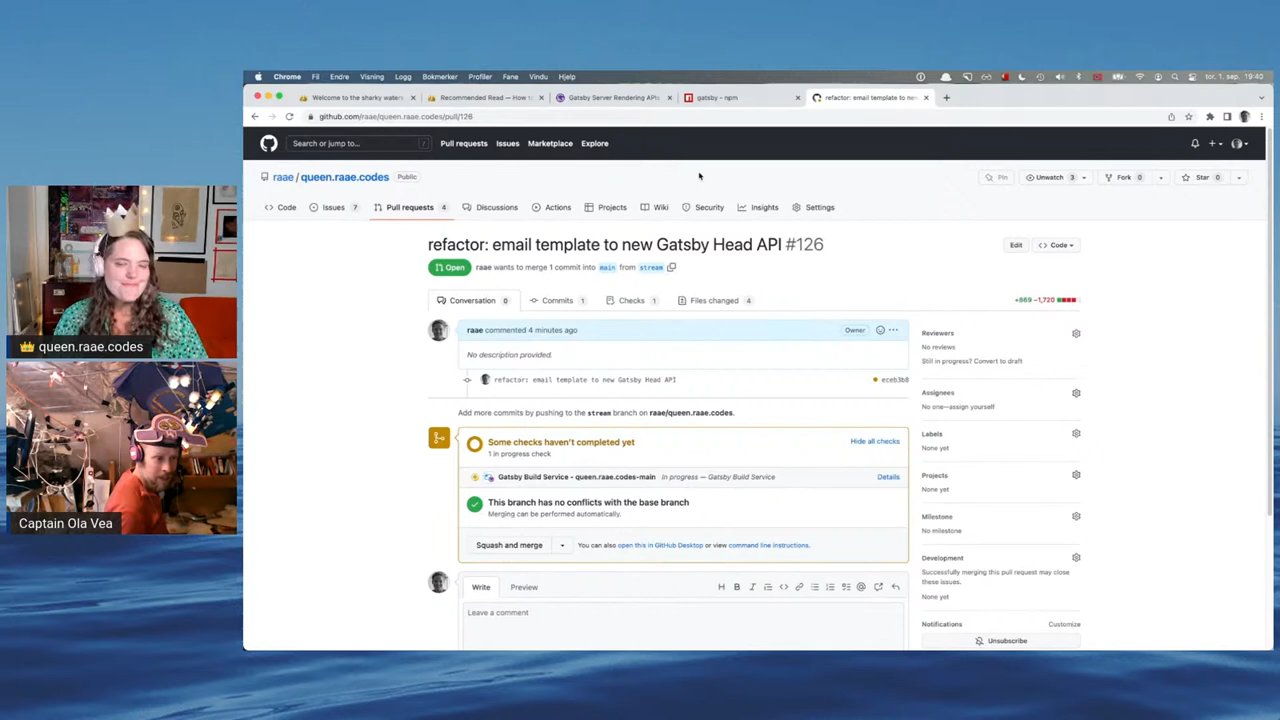 Chrome Fil Endre Visning Logg Bokmerker Profiler Fane Vindu Hjelp
tor. 1. sep. 19:40
Welcome to the sharky waters
Recommended Read — How to
Gatsby Server Rendering APIs
gatsby - npm
refactor: email template to new
github.com/raae/queen.raae.codes/pull/126
Search or jump to... /
Pull requests Issues Marketplace Explore
raae / queen.raae.codes Public
Pin Unwatch 3 Fork 0 Star 0
Code Issues 7 Pull requests 4 Discussions Actions Projects Wiki Security Insights Settings
refactor: email template to new Gatsby Head API #126
Edit Code
Open raae wants to merge 1 commit into main from stream
Conversation 0 Commits 1 Checks 1 Files changed 4
+869 −1,720
raae commented 4 minutes ago Owner
No description provided.
refactor: email template to new Gatsby Head API eceb3b8
Add more commits by pushing to the stream branch on raae/queen.raae.codes.
Some checks haven't completed yet Hide all checks
1 in progress check
Gatsby Build Service - queen.raae.codes-main In progress — Gatsby Build Service Details
This branch has no conflicts with the base branch
Merging can be performed automatically.
Squash and merge You can also open this in GitHub Desktop or view command line instructions.
Write Preview
Leave a comment
Reviewers
No reviews
Still in progress? Convert to draft
Assignees
No one—assign yourself
Labels
None yet
Projects
None yet
Milestone
No milestone
Development
Successfully merging this pull request may close
these issues.
None yet
Notifications Customize
Unsubscribe
queen.raae.codes
Captain Ola Vea